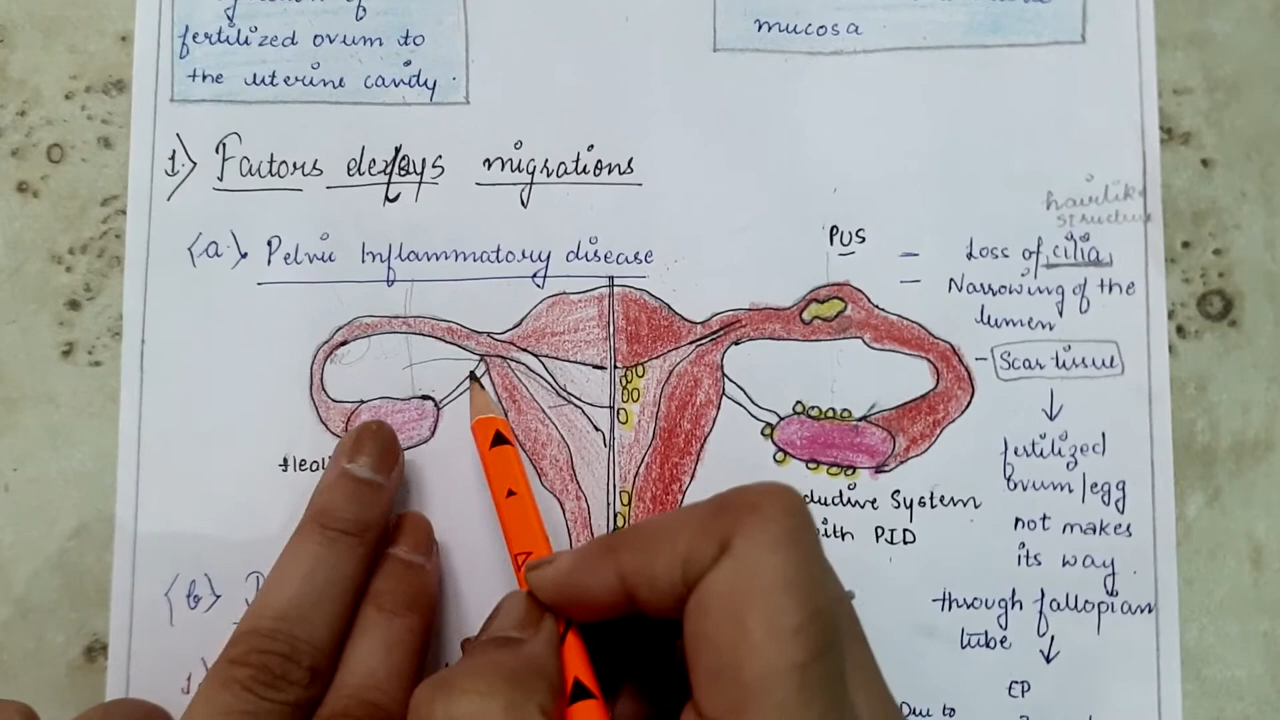 fertilized ovum to
the uterine candy.
mucosa
1.) Factors delays migrations
(a.) Pelvic Inflammatory disease
PUS
hairlike
structure
- Loss of cilia
- Narrowing of the
lumen
- Scar tissue
fertilized
ovum/egg
not makes
its way.
through fallopian
tube
EP
Due to
System
with PID
(b)